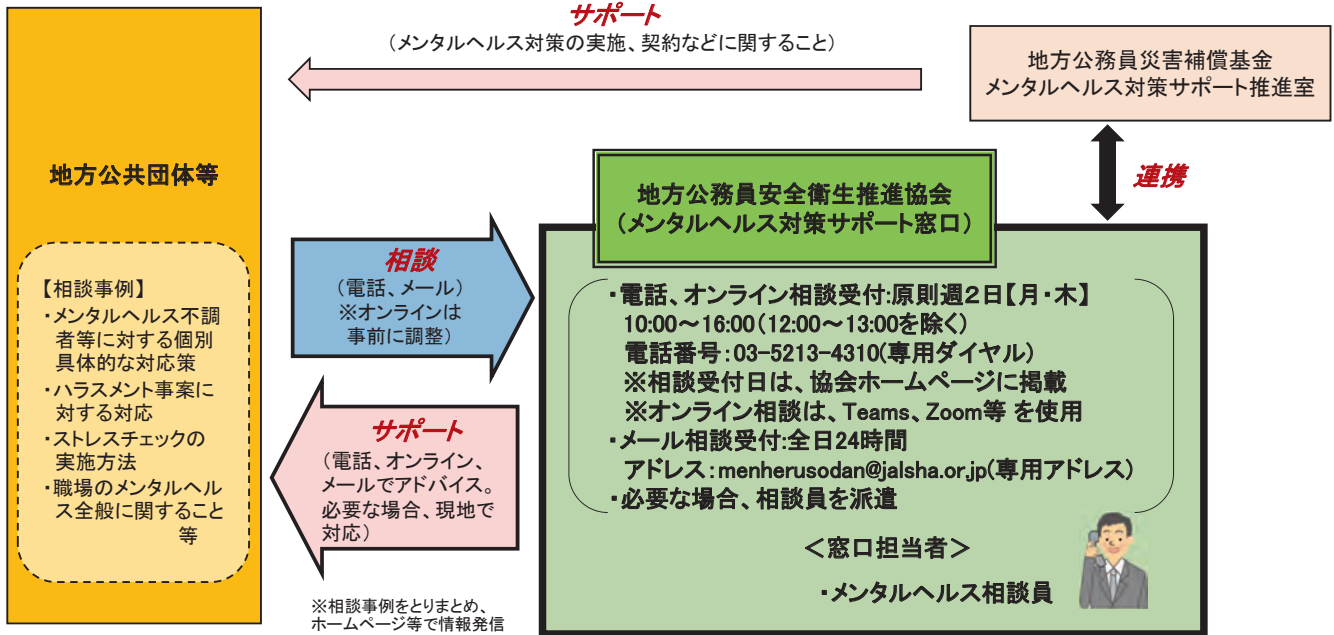 サポート
（メンタルヘルス対策の実施、契約などに関すること）
地方公務員災害補償基金
メンタルヘルス対策サポート推進室
連携
地方公共団体等
【相談事例】
・メンタルヘルス不調
者等に対する個別
具体的な対応策
・ハラスメント事案に
対する対応
・ストレスチェックの
実施方法
・職場のメンタルヘル
ス全般に関すること
等
相談
（電話、メール）
※オンラインは
事前に調整）
サポート
（電話、オンライン、
メールでアドバイス。
必要な場合、現地で
対応）
※相談事例をとりまとめ、
ホームページ等で情報発信
地方公務員安全衛生推進協会
（メンタルヘルス対策サポート窓口）
・電話、オンライン相談受付:原則週２日【月・木】
10:00～16:00（12:00～13:00を除く）
電話番号：03-5213-4310(専用ダイヤル）
※相談受付日は、協会ホームページに掲載
※オンライン相談は、Teams、Zoom等 を使用
・メール相談受付:全日24時間
アドレス：menherusodan@jalsha.or.jp(専用アドレス）
・必要な場合、相談員を派遣
＜窓口担当者＞
・メンタルヘルス相談員